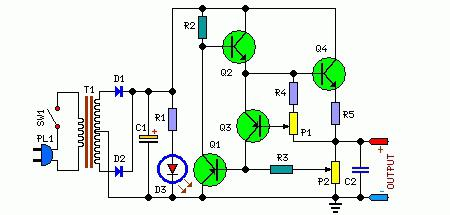 R2
Q4
Q2
D1
T1
R4
SW1
C1
+
R1
Q3
P1
R5
PL1
Q1
R3
+
D2
D3
P2
C2
OUTPUT
-